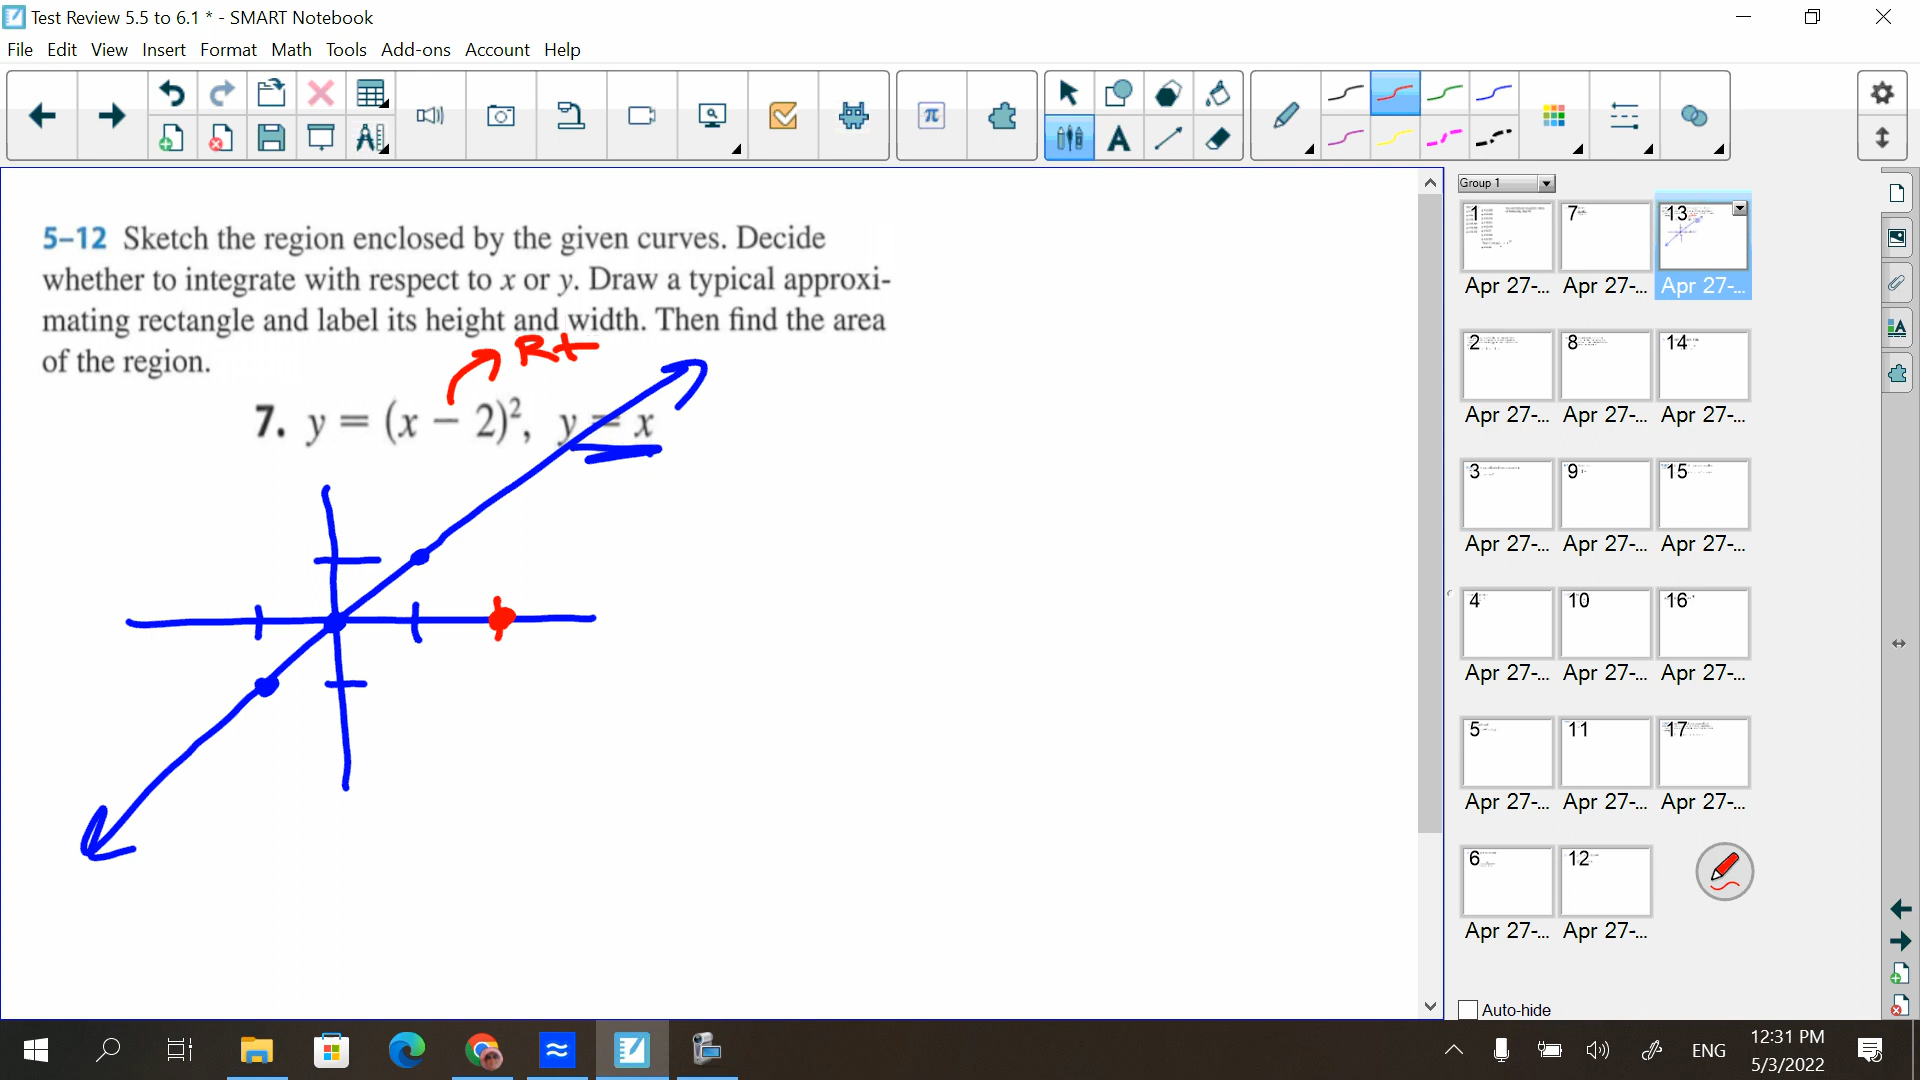 Test Review 5.5 to 6.1 * - SMART Notebook
File Edit View Insert Format Math Tools Add-ons Account Help
5–12 Sketch the region enclosed by the given curves. Decide
whether to integrate with respect to x or y. Draw a typical approxi-
mating rectangle and label its height and width. Then find the area
of the region.
R+
7. y = (x − 2)², y = x
Group 1
1 7 13
Apr 27-... Apr 27-... Apr 27-...
2 8 14
Apr 27-... Apr 27-... Apr 27-...
3 9 15
Apr 27-... Apr 27-... Apr 27-...
4 10 16
Apr 27-... Apr 27-... Apr 27-...
5 11 17
Apr 27-... Apr 27-... Apr 27-...
6 12
Apr 27-... Apr 27-...
Auto-hide
ENG
12:31 PM
5/3/2022